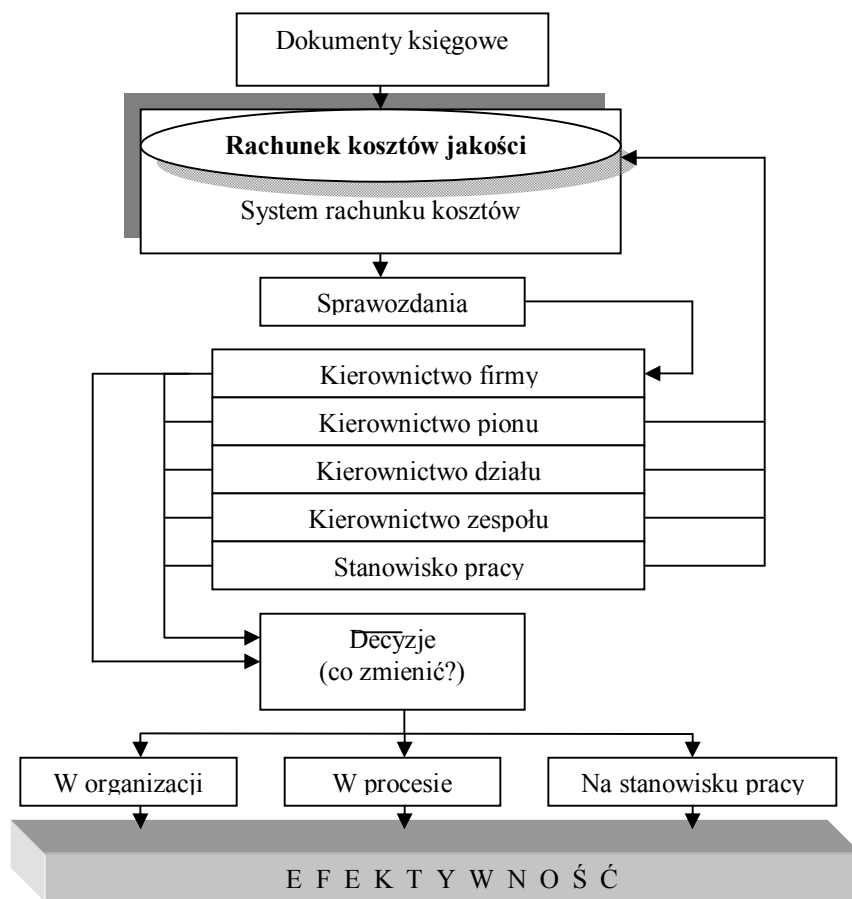 Dokumenty księgowe
Rachunek kosztów jakości
System rachunku kosztów
Sprawozdania
Kierownictwo firmy
Kierownictwo pionu
Kierownictwo działu
Kierownictwo zespołu
Stanowisko pracy
Decyzje
(co zmienić?)
W organizacji
W procesie
Na stanowisku pracy
E F E K T Y W N O Ś Ć